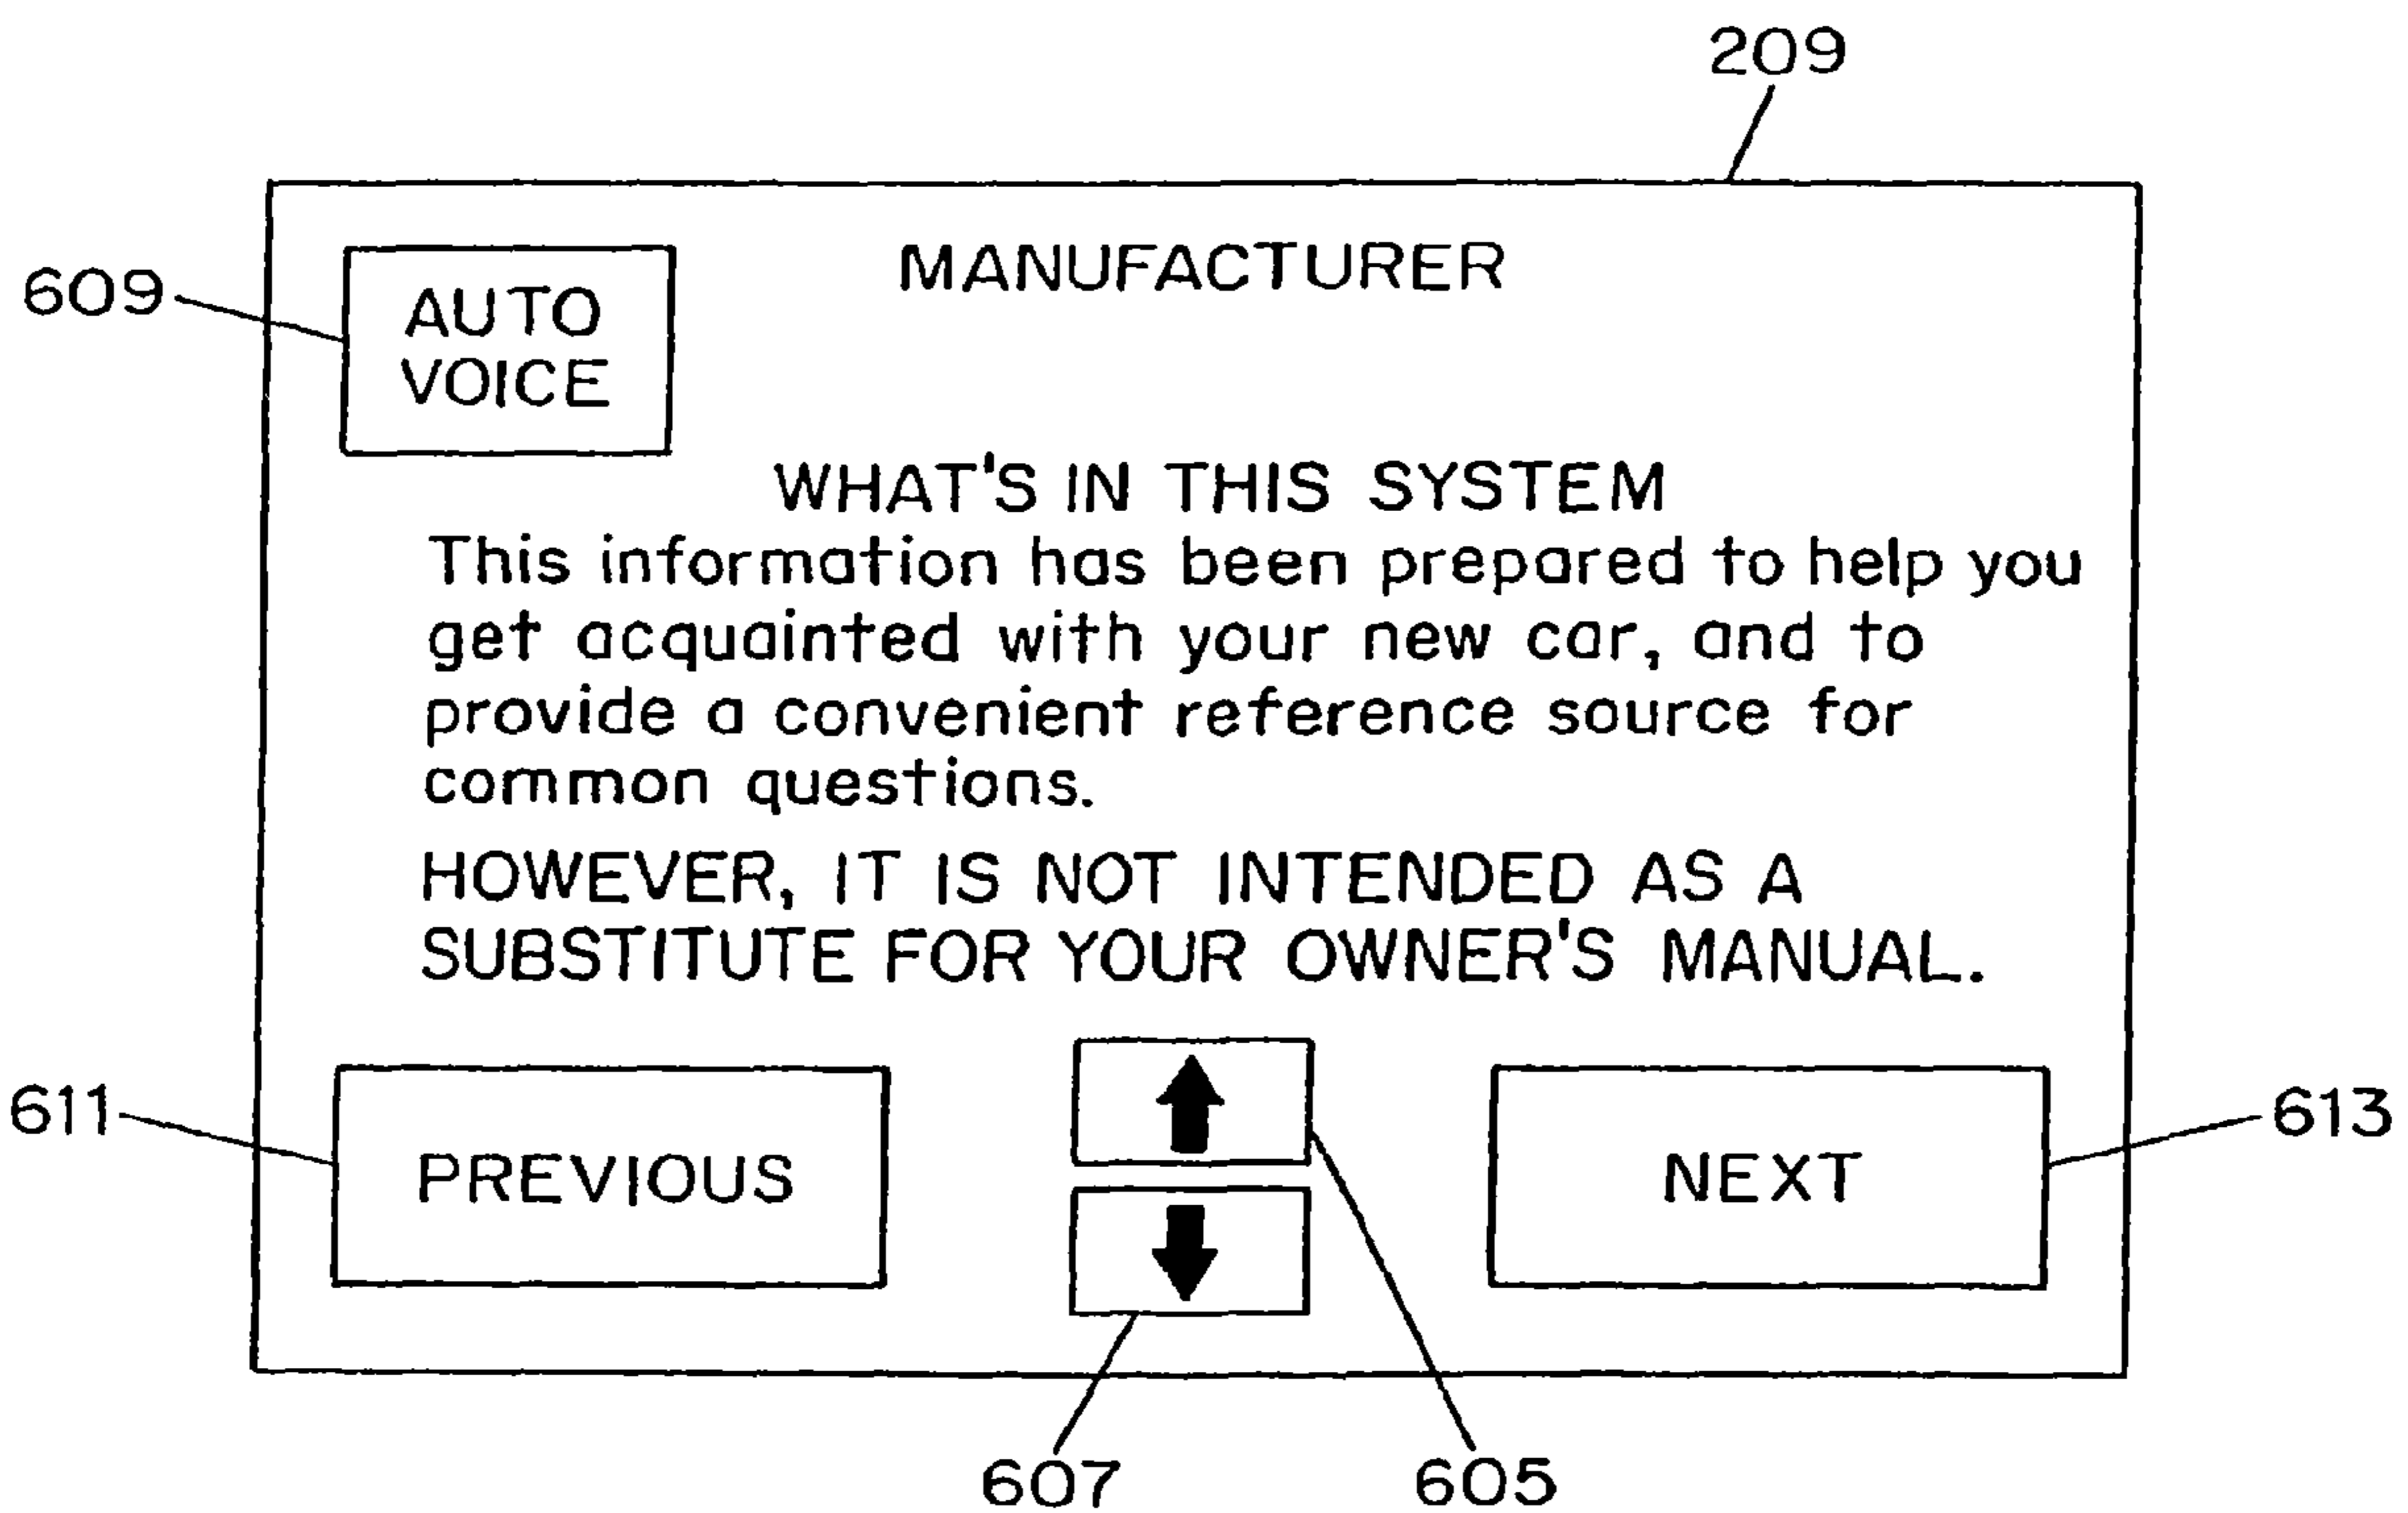 209
609
AUTO
VOICE
MANUFACTURER
WHAT'S IN THIS SYSTEM
This information has been prepared to help you
get acquainted with your new car, and to
provide a convenient reference source for
common questions.
HOWEVER, IT IS NOT INTENDED AS A
SUBSTITUTE FOR YOUR OWNER'S MANUAL.
611
PREVIOUS
NEXT
613
607
605